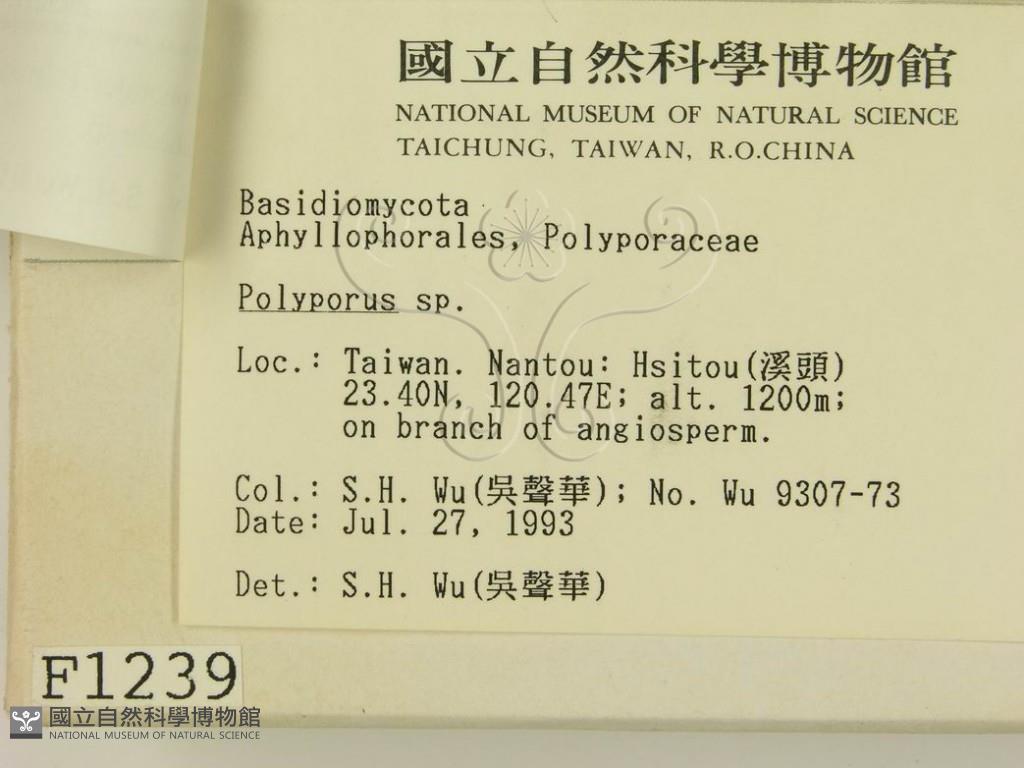 國立自然科學博物館
NATIONAL MUSEUM OF NATURAL SCIENCE
TAICHUNG, TAIWAN, R.O.CHINA
Basidiomycota
Aphyllophorales, Polyporaceae
Polyporus sp.
Loc.: Taiwan. Nantou: Hsitou(溪頭)
23.40N, 120.47E; alt. 1200m;
on branch of angiosperm.
Col.: S.H. Wu(吳聲華); No. Wu 9307-73
Date: Jul. 27, 1993
Det.: S.H. Wu(吳聲華)
F1239
國立自然科學博物館
NATIONAL MUSEUM OF NATURAL SCIENCE